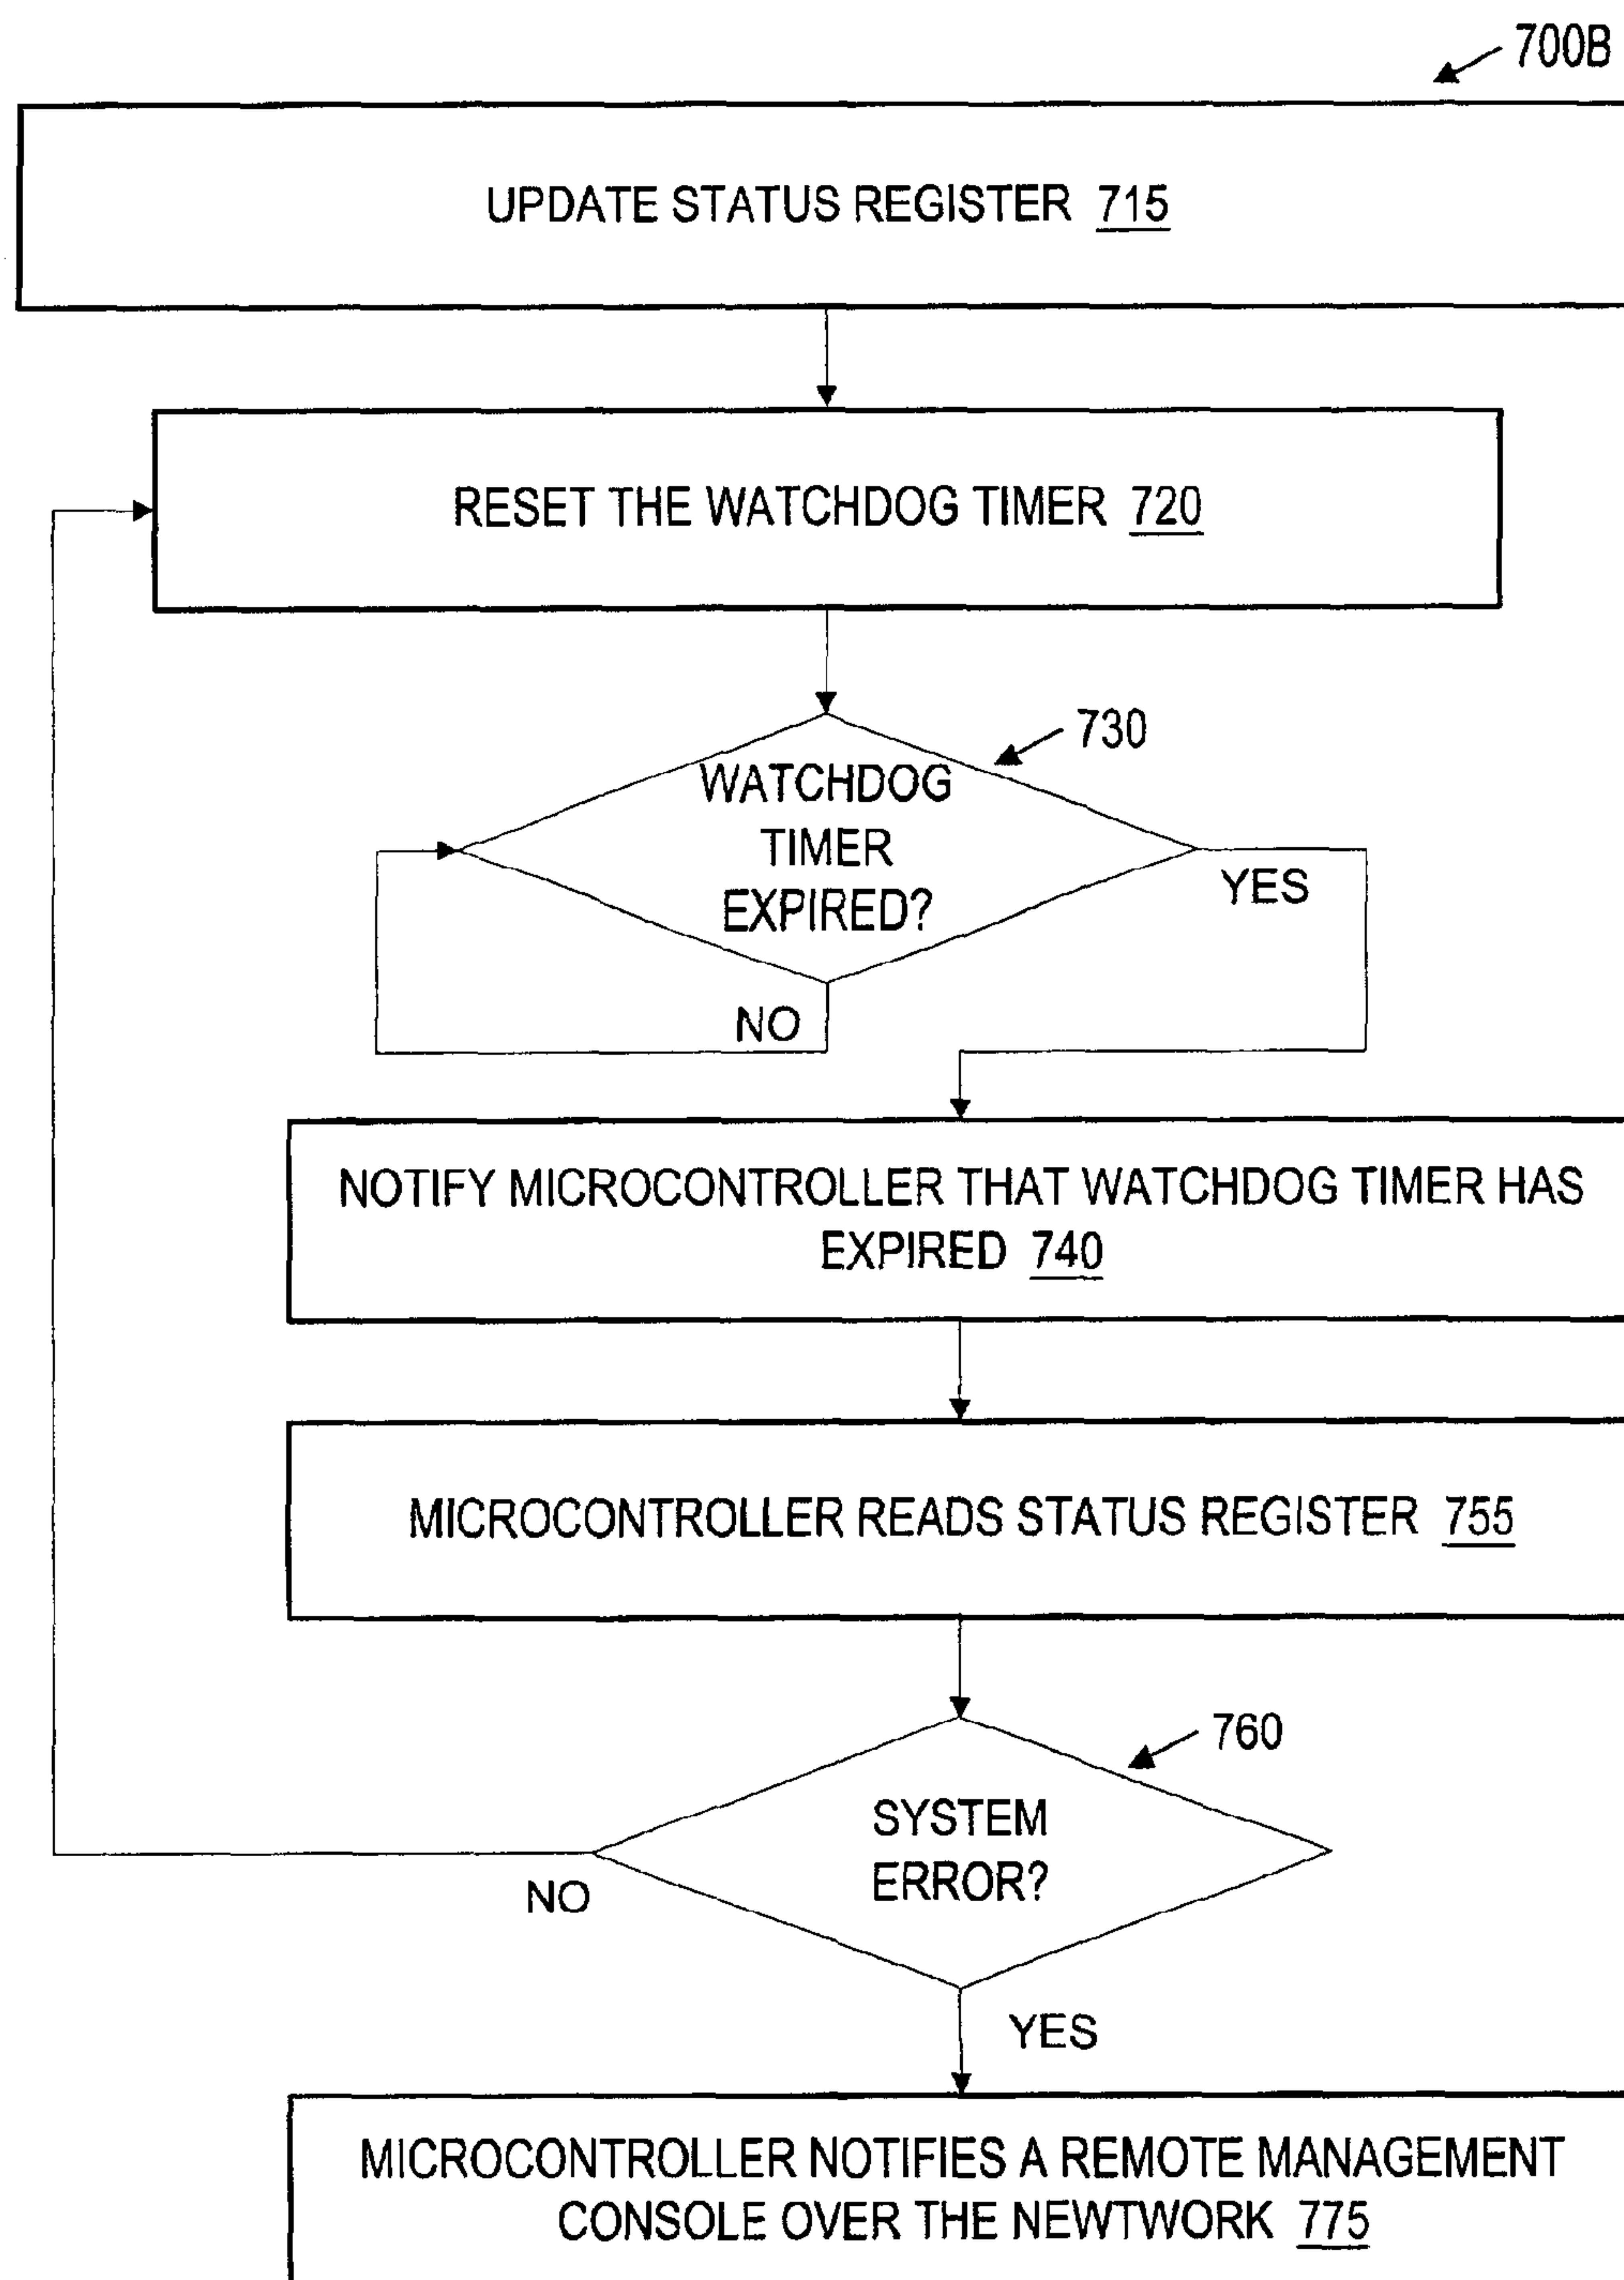 700B
UPDATE STATUS REGISTER 715
RESET THE WATCHDOG TIMER 720
730
WATCHDOG
TIMER
EXPIRED?
YES
NO
NOTIFY MICROCONTROLLER THAT WATCHDOG TIMER HAS
EXPIRED 740
MICROCONTROLLER READS STATUS REGISTER 755
760
SYSTEM
ERROR?
NO
YES
MICROCONTROLLER NOTIFIES A REMOTE MANAGEMENT
CONSOLE OVER THE NEWTWORK 775